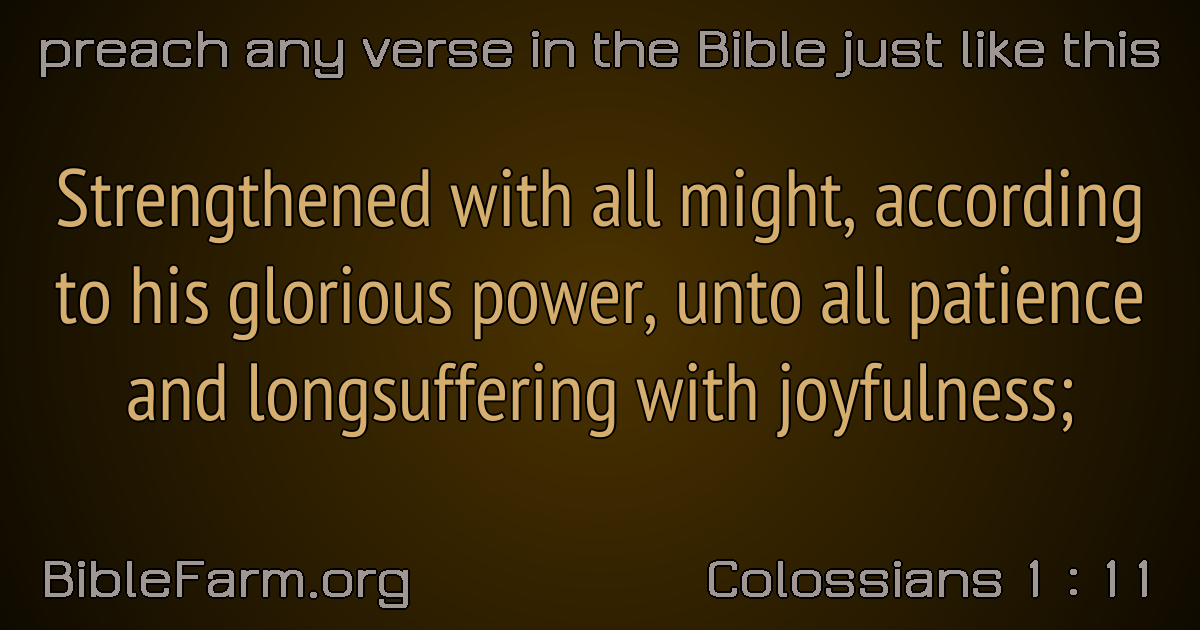 preach any verse in the Bible just like this
Strengthened with all might, according
to his glorious power, unto all patience
and longsuffering with joyfulness;
BibleFarm.org
Colossians 1 : 11